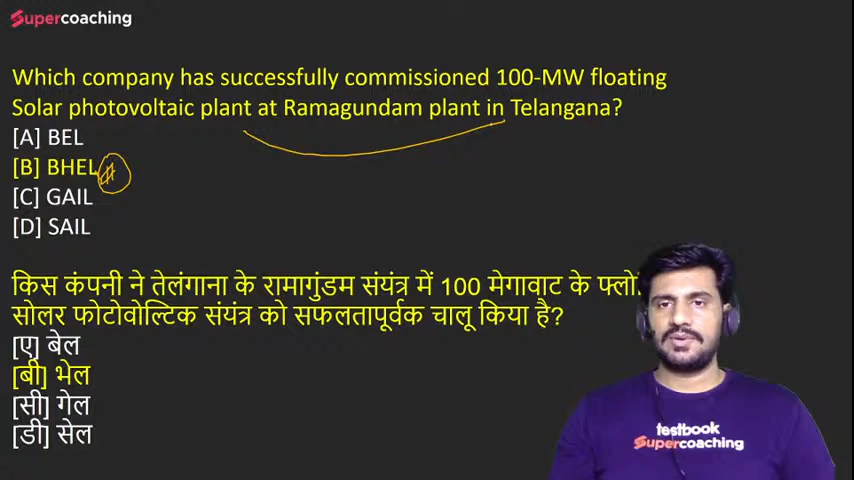 Supercoaching
Which company has successfully commissioned 100-MW floating
Solar photovoltaic plant at Ramagundam plant in Telangana?
[A] BEL
[B] BHEL
[C] GAIL
[D] SAIL
किस कंपनी ने तेलंगाना के रामागुंडम संयंत्र में 100 मेगावाट के
सोलर फोटोवोल्टिक संयंत्र को सफलतापूर्वक चालू किया है?
[ए] बेल
[बी] भेल
[सी] गेल
[डी] सेल
testbook
Supercoaching